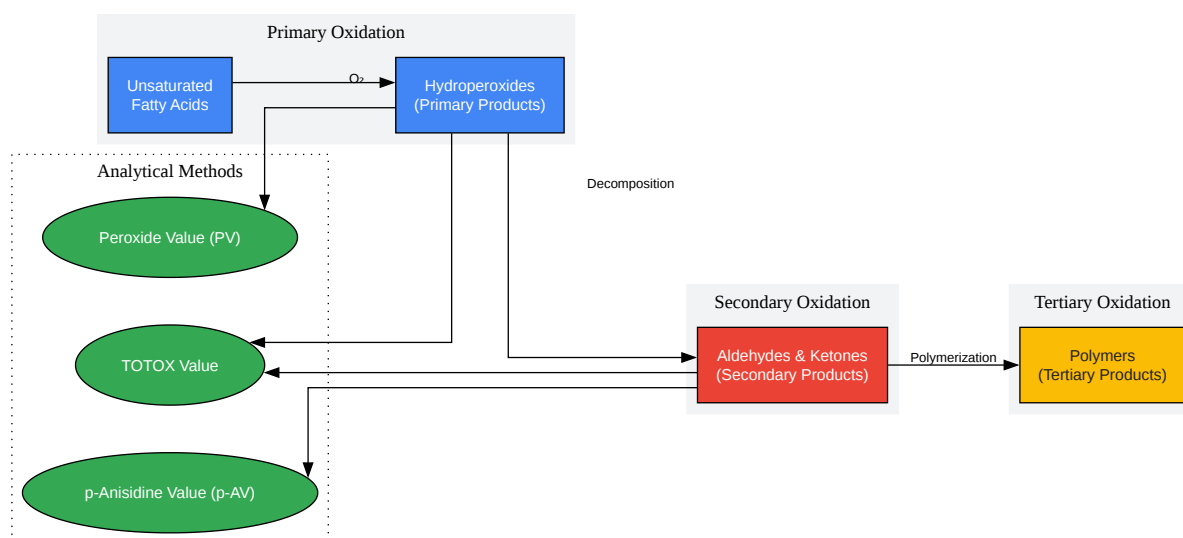 Primary Oxidation
Unsaturated
Fatty Acids
O₂
Hydroperoxides
(Primary Products)
Analytical Methods
Decomposition
Peroxide Value (PV)
Secondary Oxidation
Tertiary Oxidation
TOTOX Value
Aldehydes & Ketones
(Secondary Products)
Polymerization
Polymers
(Tertiary Products)
p-Anisidine Value (p-AV)